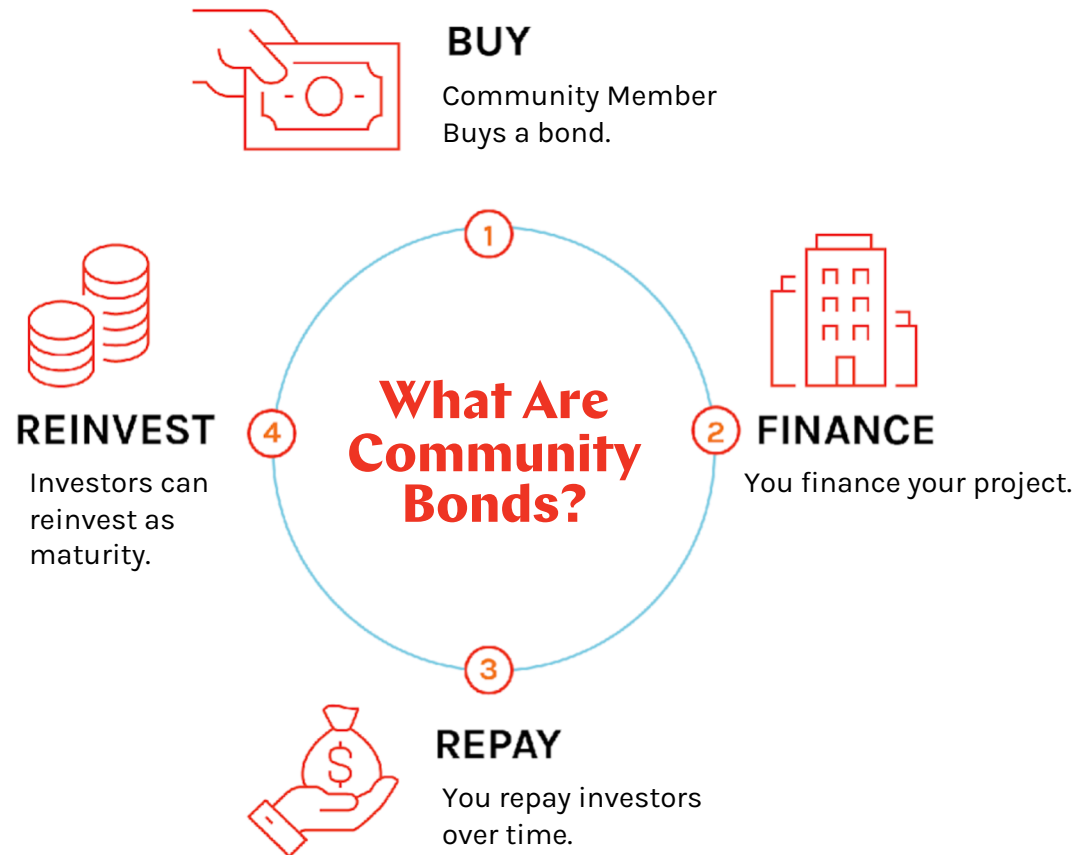 BUY
Community Member
Buys a bond.
1
What Are
Community
Bonds?
2
FINANCE
You finance your project.
3
REPAY
You repay investors
over time.
$
4
REINVEST
Investors can
reinvest as
maturity.